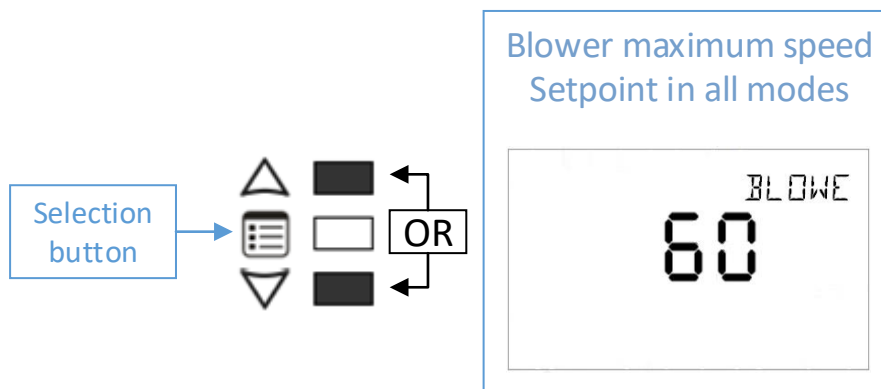 Blower maximum speed
Setpoint in all modes
BLOWE
60
Selection
button
OR